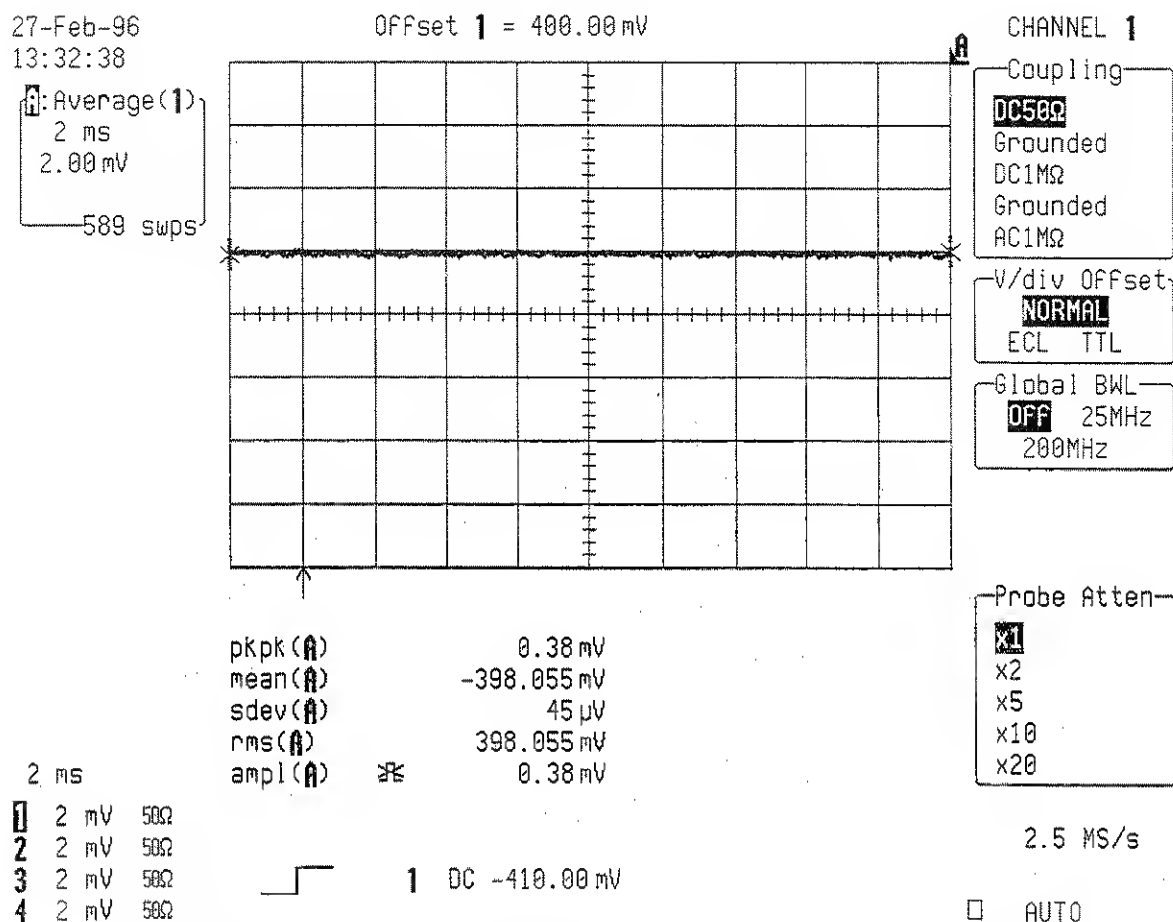 27-Feb-96
13:32:38
Offset 1 = 400.00 mV
A
CHANNEL 1
A:Average(1)
2 ms
2.00 mV
589 swps
Coupling
DC50Ω
Grounded
DC1MΩ
Grounded
AC1MΩ
V/div Offset
NORMAL
ECL TTL
Global BWL
Off 25MHz
200MHz
Probe Atten
x1
x2
x5
x10
x20
pkpk(A) 0.38 mV
mean(A) -398.055 mV
sdev(A) 45 µV
rms(A) 398.055 mV
ampl(A) 0.38 mV
2 ms
1 2 mV 50Ω
2 2 mV 50Ω
3 2 mV 50Ω
4 2 mV 50Ω
1 DC -410.00 mV
2.5 MS/s
AUTO